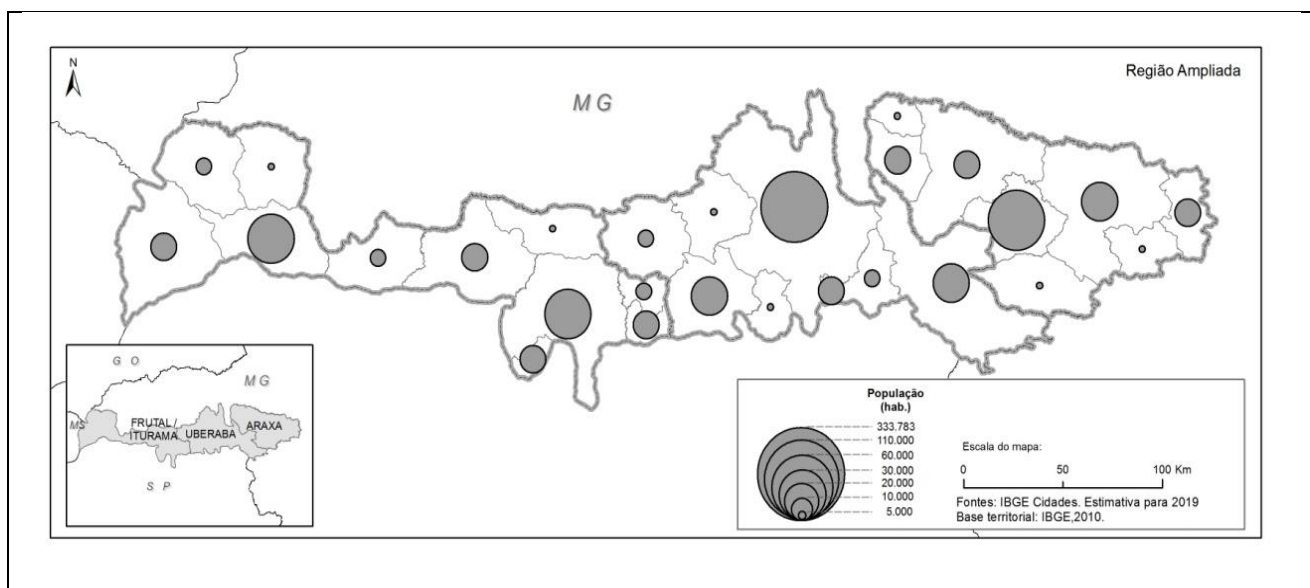 N
Região Ampliada
M G
G O
M G
MS
FRUTAL /
ITURAMA
UBERABA
ARAXA
S P
População
(hab.)
333.783
110.000
60.000
30.000
20.000
10.000
5.000
Escala do mapa:
0 50 100 Km
Fontes: IBGE Cidades. Estimativa para 2019
Base territorial: IBGE,2010.